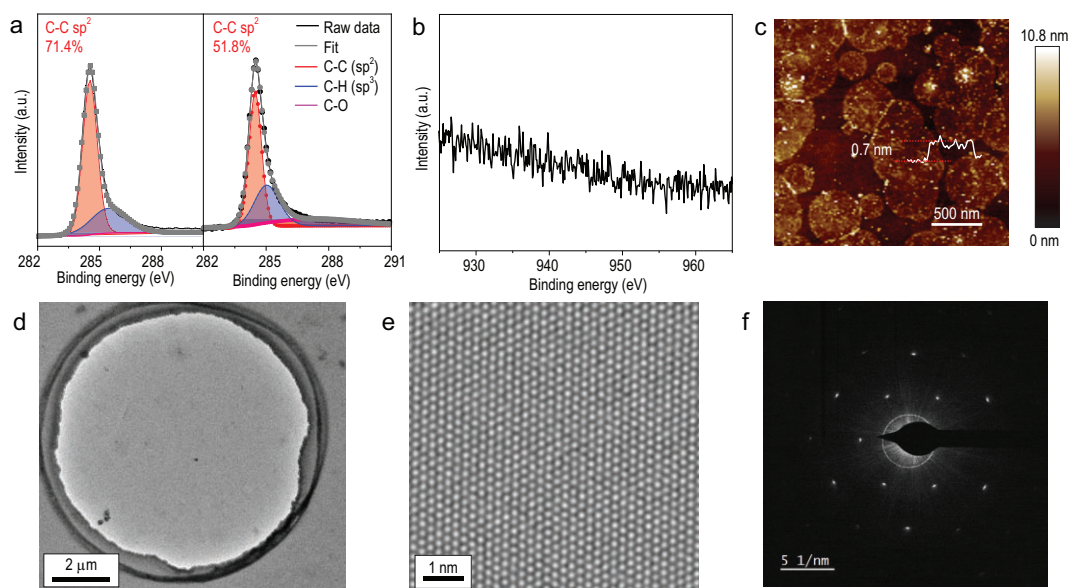 a
C-C sp²
71.4%
C-C sp²
51.8%
Raw data
Fit
C-C (sp²)
C-H (sp³)
C-O
Intensity (a.u.)
282
285
288
282
285
288
291
Binding energy (eV)
Binding energy (eV)
b
Intensity (a.u.)
930
940
950
960
Binding energy (eV)
c
0.7 nm
500 nm
10.8 nm
0 nm
d
2 μm
e
1 nm
f
5 1/nm